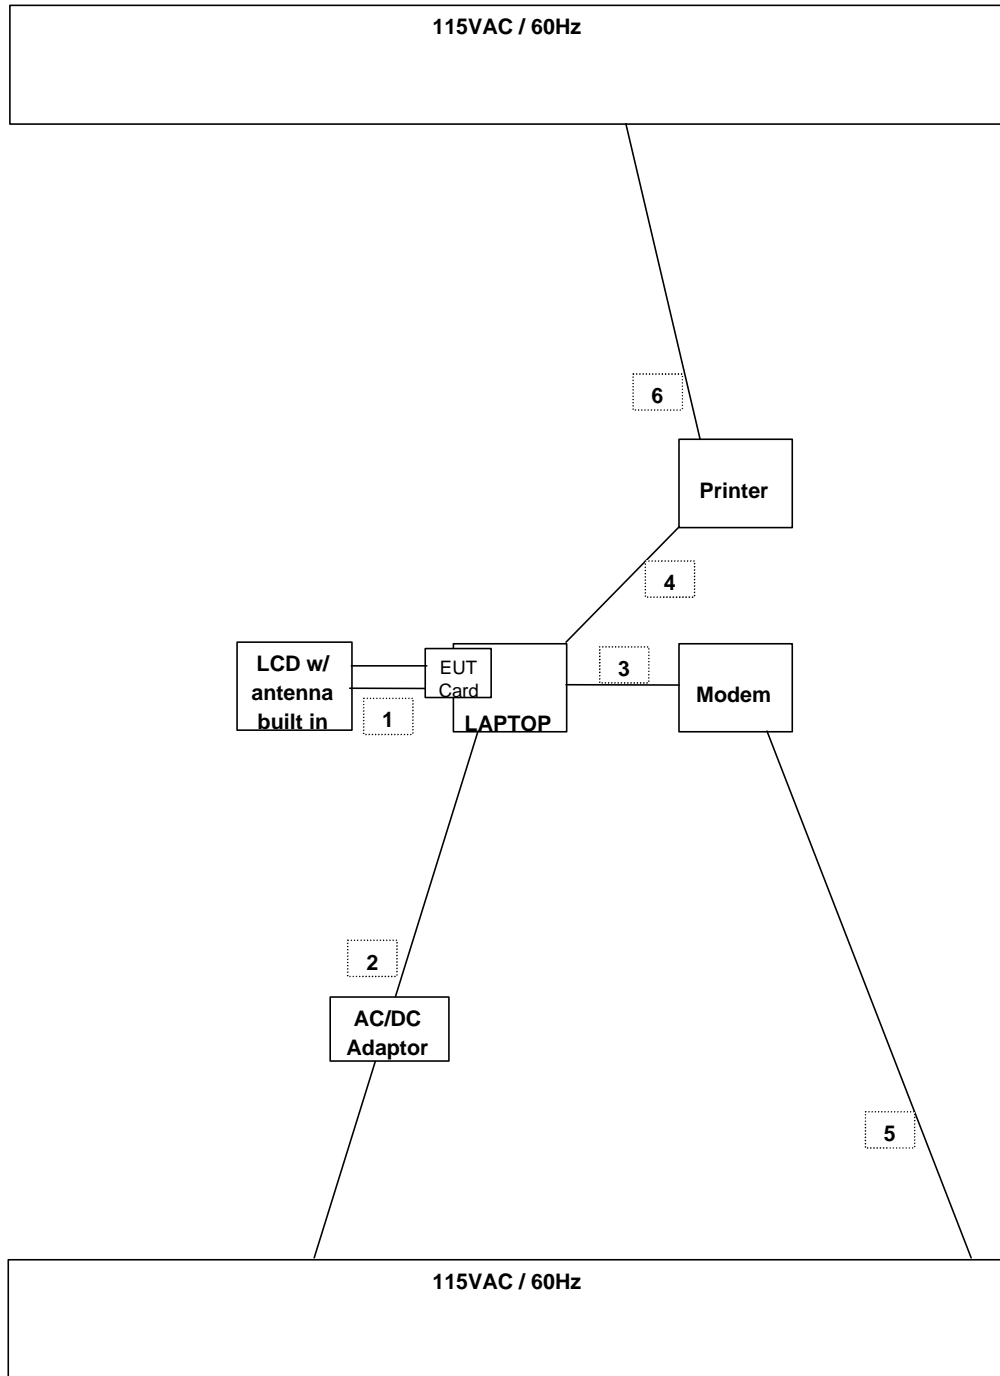 115VAC / 60Hz
6
Printer
4
LCD w/
antenna
built in
1
EUT
Card
LAPTOP
3
Modem
2
AC/DC
Adaptor
5
115VAC / 60Hz